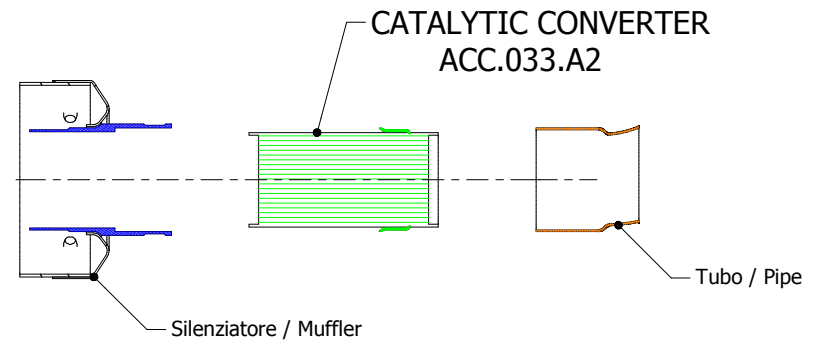 CATALYTIC CONVERTER
ACC.033.A2
Tubo / Pipe
Silenziatore / Muffler